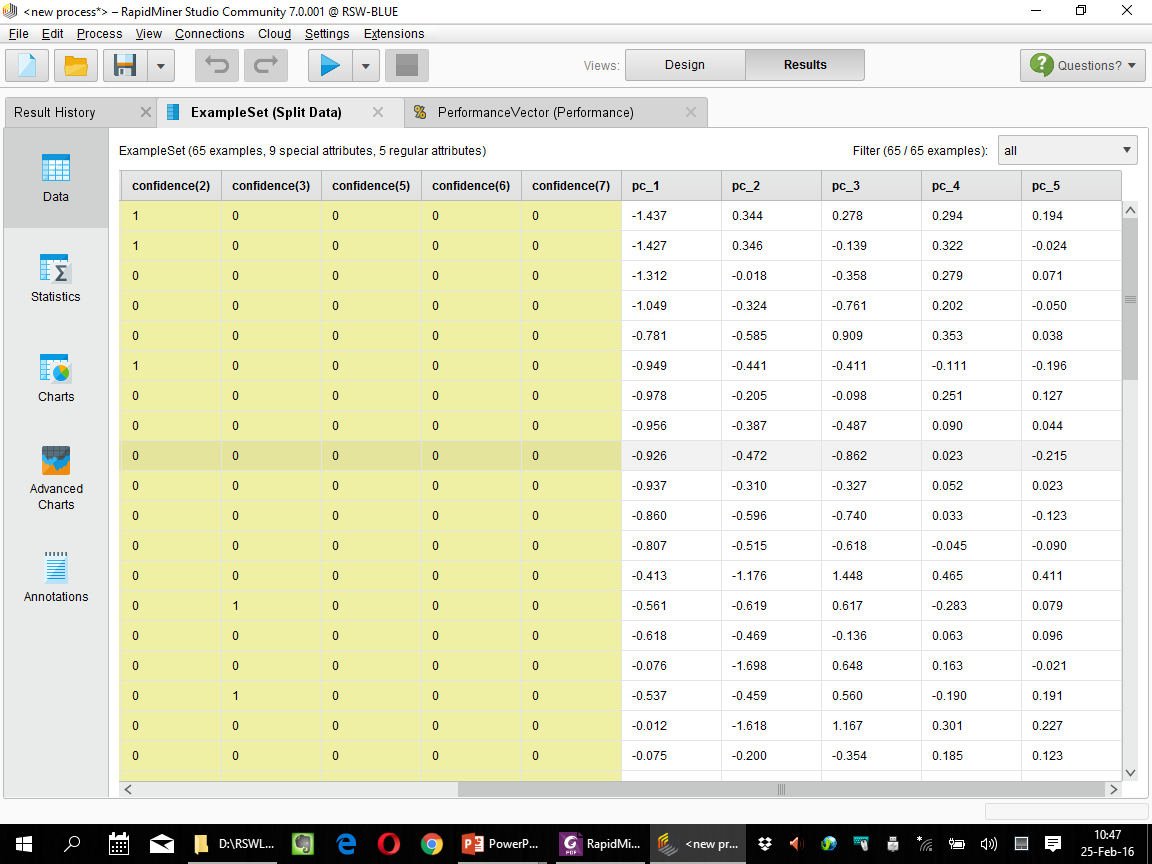 <new process*> – RapidMiner Studio Community 7.0.001 @ RSW-BLUE
File Edit Process View Connections Cloud Settings Extensions
Views: Design Results Questions?
Result History ExampleSet (Split Data) PerformanceVector (Performance)
ExampleSet (65 examples, 9 special attributes, 5 regular attributes) Filter (65 / 65 examples): all
Data
Statistics
Charts
Advanced
Charts
Annotations
confidence(2) confidence(3) confidence(5) confidence(6) confidence(7) pc_1 pc_2 pc_3 pc_4 pc_5
1 0 0 0 0 -1.437 0.344 0.278 0.294 0.194
1 0 0 0 0 -1.427 0.346 -0.139 0.322 -0.024
0 0 0 0 0 -1.312 -0.018 -0.358 0.279 0.071
0 0 0 0 0 -1.049 -0.324 -0.761 0.202 -0.050
0 0 0 0 0 -0.781 -0.585 0.909 0.353 0.038
1 0 0 0 0 -0.949 -0.441 -0.411 -0.111 -0.196
0 0 0 0 0 -0.978 -0.205 -0.098 0.251 0.127
0 0 0 0 0 -0.956 -0.387 -0.487 0.090 0.044
0 0 0 0 0 -0.926 -0.472 -0.862 0.023 -0.215
0 0 0 0 0 -0.937 -0.310 -0.327 0.052 0.023
0 0 0 0 0 -0.860 -0.596 -0.740 0.033 -0.123
0 0 0 0 0 -0.807 -0.515 -0.618 -0.045 -0.090
0 0 0 0 0 -0.413 -1.176 1.448 0.465 0.411
0 1 0 0 0 -0.561 -0.619 0.617 -0.283 0.079
0 0 0 0 0 -0.618 -0.469 -0.136 0.063 0.096
0 0 0 0 0 -0.076 -1.698 0.648 0.163 -0.021
0 1 0 0 0 -0.537 -0.459 0.560 -0.190 0.191
0 0 0 0 0 -0.012 -1.618 1.167 0.301 0.227
0 0 0 0 0 -0.075 -0.200 -0.354 0.185 0.123
D:\RSWL... PowerP... RapidMi... <new pr... 10:47
25-Feb-16